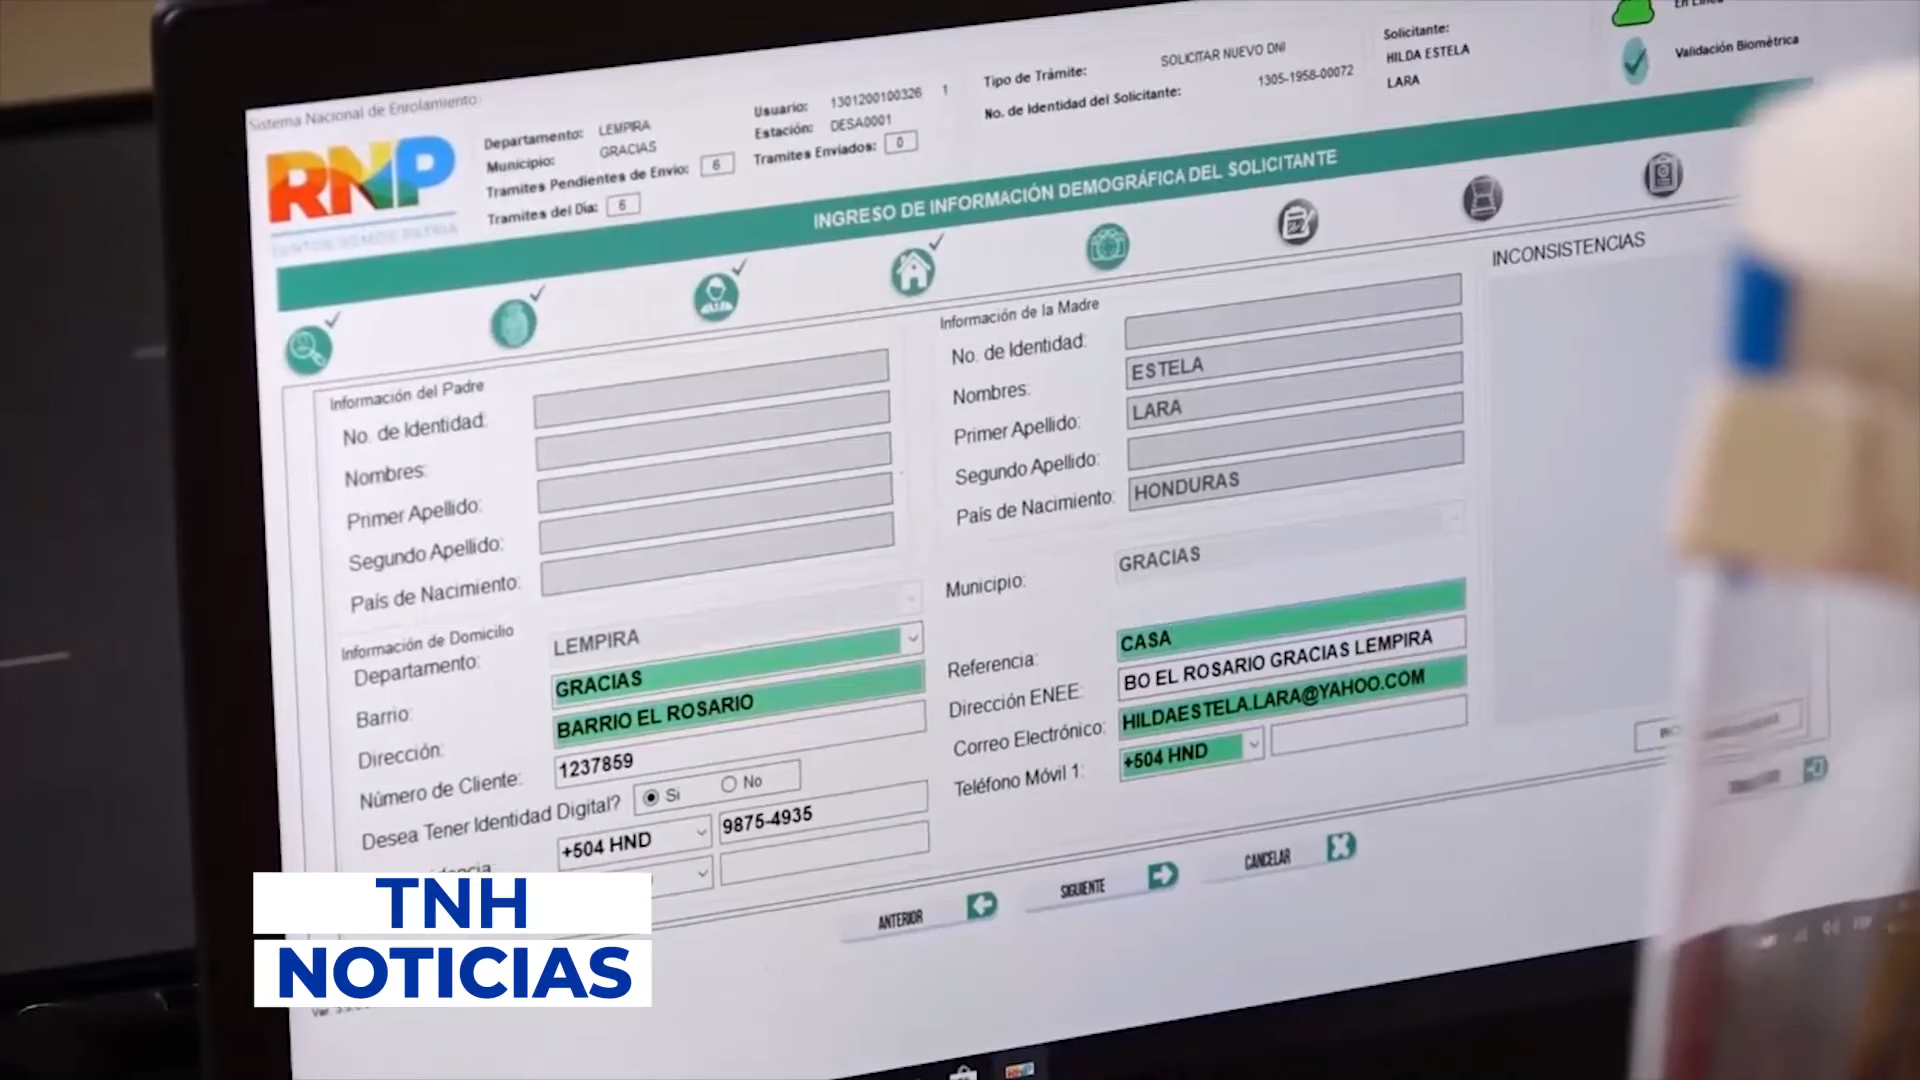 Sistema Nacional de Enrolamiento
RNP
Departamento: LEMPIRA
Municipio: GRACIAS
Tramites Pendientes de Envio: 6
Tramites del Día: 6
Usuario: 1301200100326 1
Estación: DESA0001
Tramites Enviados: 0
Tipo de Trámite: SOLICITAR NUEVO DNI
No. de Identidad del Solicitante: 1305-1958-00072
Solicitante:
HILDA ESTELA
LARA
Validación Biométrica
INGRESO DE INFORMACIÓN DEMOGRÁFICA DEL SOLICITANTE
Información del Padre
No. de Identidad:
Nombres:
Primer Apellido:
Segundo Apellido:
País de Nacimiento:
Información de la Madre
No. de Identidad:
Nombres: ESTELA
Primer Apellido: LARA
Segundo Apellido:
País de Nacimiento: HONDURAS
INCONSISTENCIAS
Información de Domicilio
Departamento: LEMPIRA
Municipio: GRACIAS
Barrio: GRACIAS
Dirección: BARRIO EL ROSARIO
Número de Cliente: 1237859
Desea Tener Identidad Digital? Si No
+504 HND 9875-4935
Referencia: CASA
Dirección ENEE: BO EL ROSARIO GRACIAS LEMPIRA
Correo Electrónico: HILDAESTELA.LARA@YAHOO.COM
Teléfono Móvil 1: +504 HND
ANTERIOR
SIGUIENTE
CANCELAR
TNH
NOTICIAS